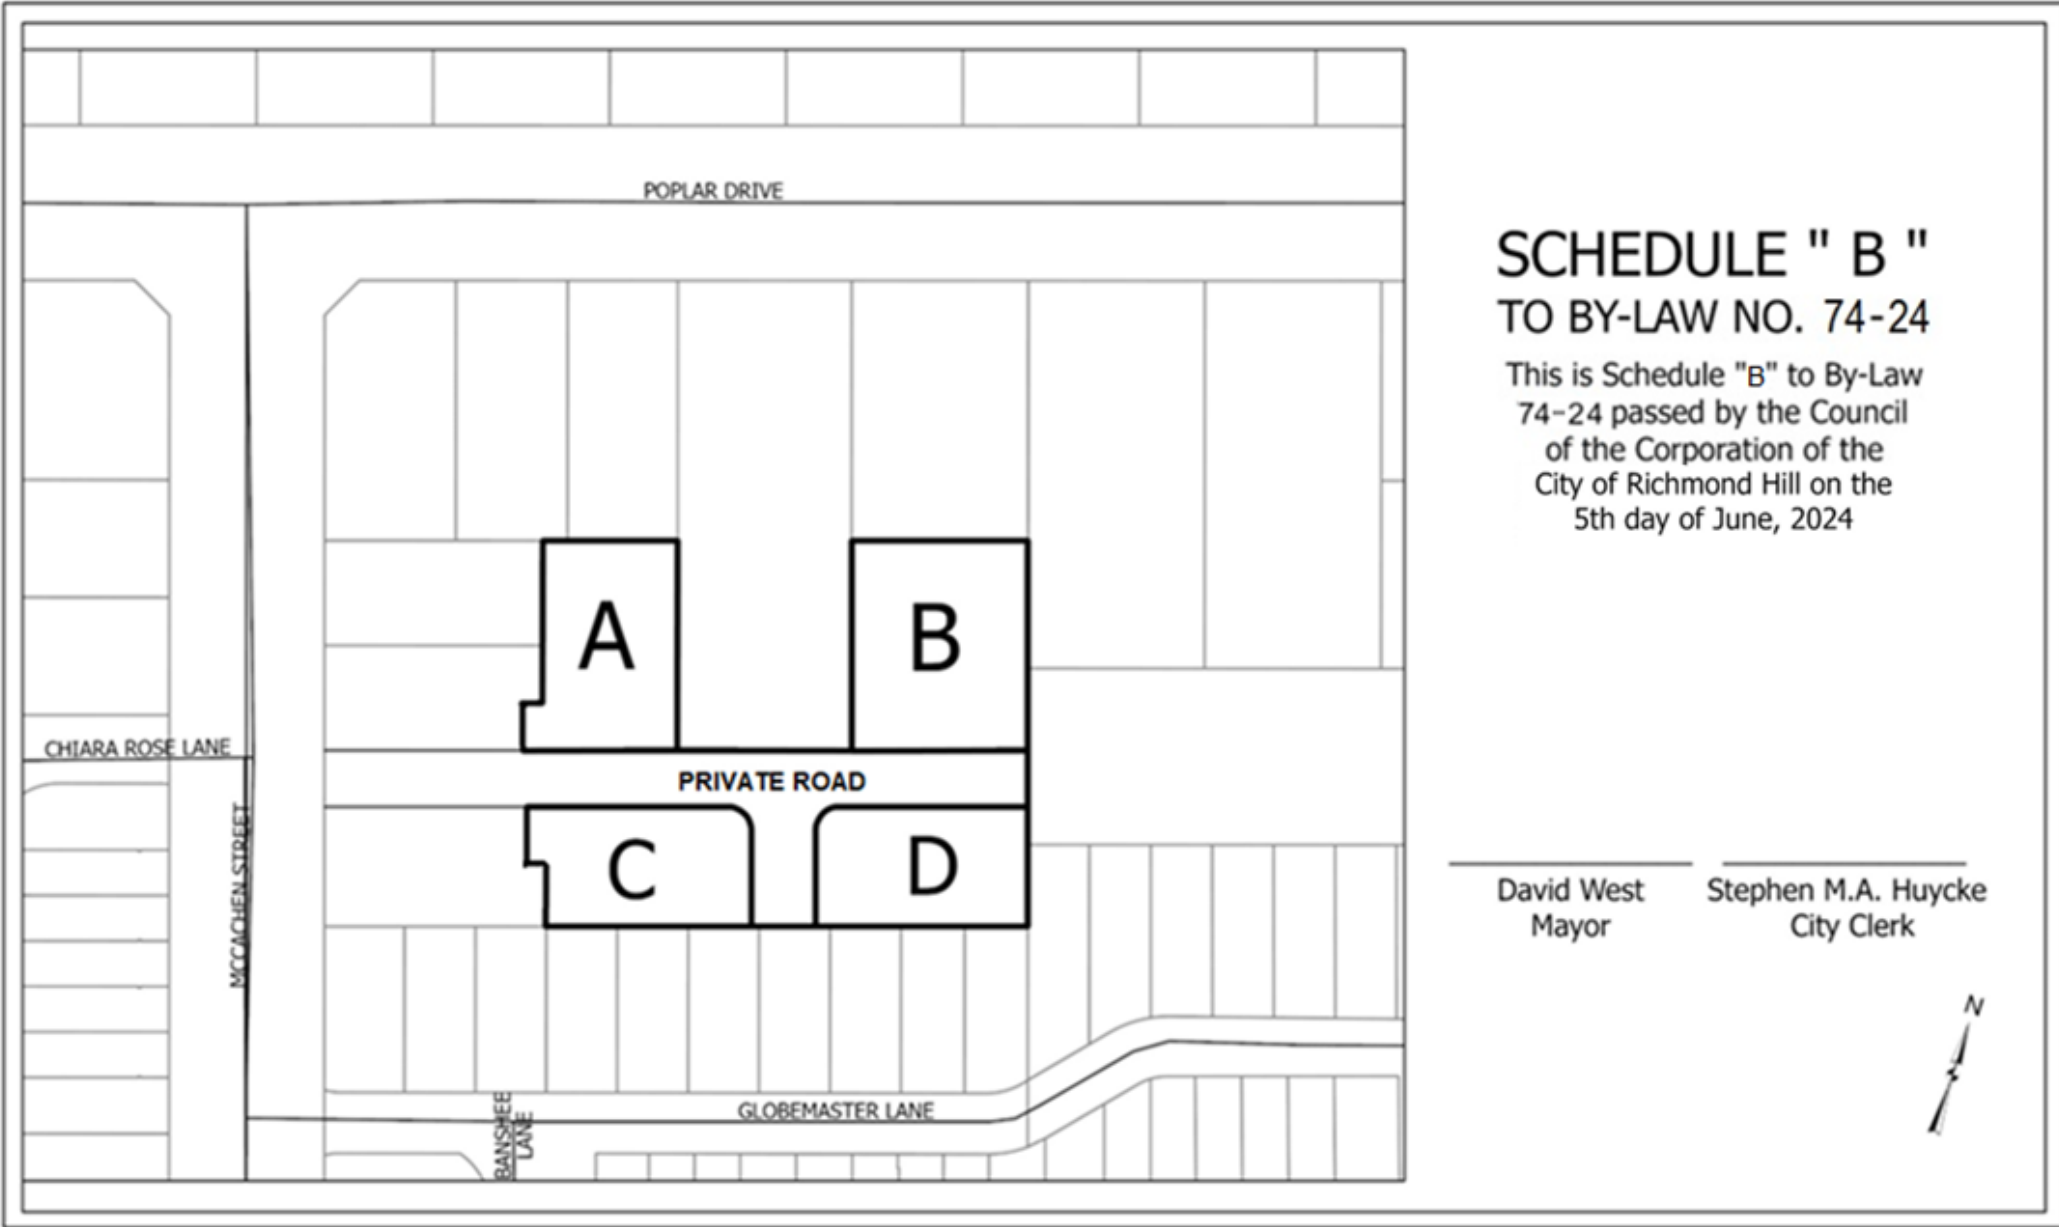 POPLAR DRIVE
SCHEDULE " B "
TO BY-LAW NO. 74-24
This is Schedule "B" to By-Law
74-24 passed by the Council
of the Corporation of the
City of Richmond Hill on the
5th day of June, 2024
A
B
CHIARA ROSE LANE
PRIVATE ROAD
MCCACHEN STREET
C
D
David West
Mayor
Stephen M.A. Huycke
City Clerk
N
GLOBEMASTER LANE
BANSHEE
LANE